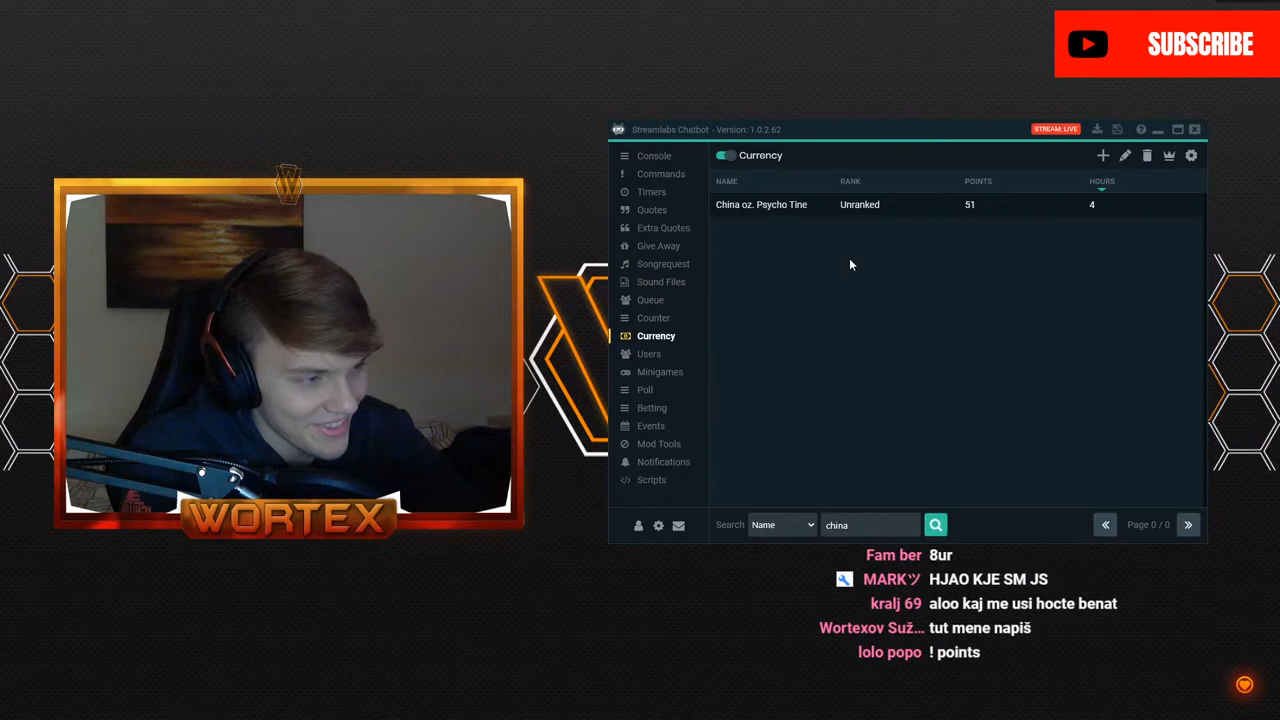 SUBSCRIBE
Streamlabs Chatbot - Version: 1.0.2.62
STREAM: LIVE
Console
Commands
Timers
Quotes
Extra Quotes
Give Away
Songrequest
Sound Files
Queue
Counter
Currency
Users
Minigames
Poll
Betting
Events
Mod Tools
Notifications
Scripts
Currency
NAME RANK POINTS HOURS
China oz. Psycho Tine Unranked 51 4
Search Name china Page 0 / 0
WORTEX
Fam ber 8ur
MARKツ HJAO KJE SM JS
kralj 69 aloo kaj me usi hocte benat
Wortexov Suž... tut mene napiš
lolo popo ! points